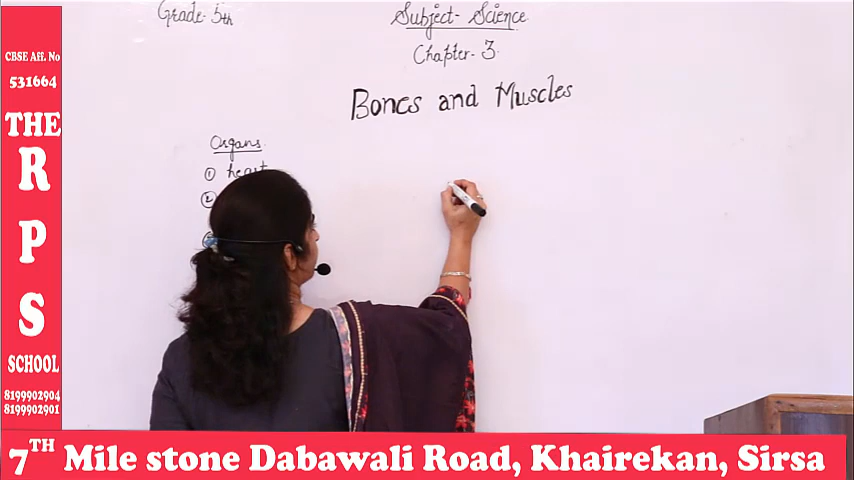 Grade- 5th
Subject- Science
Chapter- 3
Bones and Muscles
Organs
① heart
②
CBSE Aff. No
531664
THE
R
P
S
SCHOOL
8199902904
8199902901
7TH Mile stone Dabawali Road, Khairekan, Sirsa